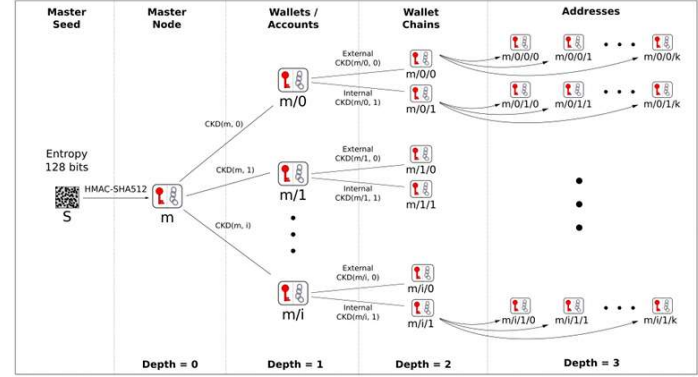 Master
Seed
Master
Node
Wallets /
Accounts
Wallet
Chains
Addresses
Entropy
128 bits
S
HMAC-SHA512
m
CKD(m, 0)
CKD(m, 1)
CKD(m, i)
m/0
External
CKD(m/0, 0)
Internal
CKD(m/0, 1)
m/0/0
m/0/1
m/0/0/0
m/0/0/1
m/0/0/k
m/0/1/0
m/0/1/1
m/0/1/k
m/1
External
CKD(m/1, 0)
Internal
CKD(m/1, 1)
m/1/0
m/1/1
m/i
External
CKD(m/i, 0)
Internal
CKD(m/i, 1)
m/i/0
m/i/1
m/i/1/0
m/i/1/1
m/i/1/k
Depth = 0
Depth = 1
Depth = 2
Depth = 3